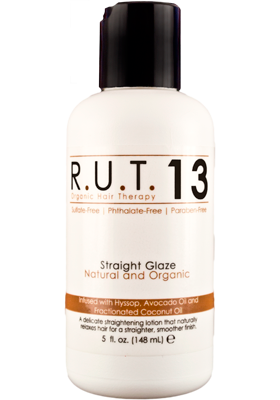 R.U.T. 13
Organic Hair Therapy
Sulfate-Free | Phthalate-Free | Paraben-Free
Straight Glaze
Natural and Organic
Infused with Hyssop, Avocado Oil and
Fractionated Coconut Oil
A delicate straightening lotion that naturally
relaxes hair for a straighter, smoother finish.
5 fl. oz. (148 mL) ℮